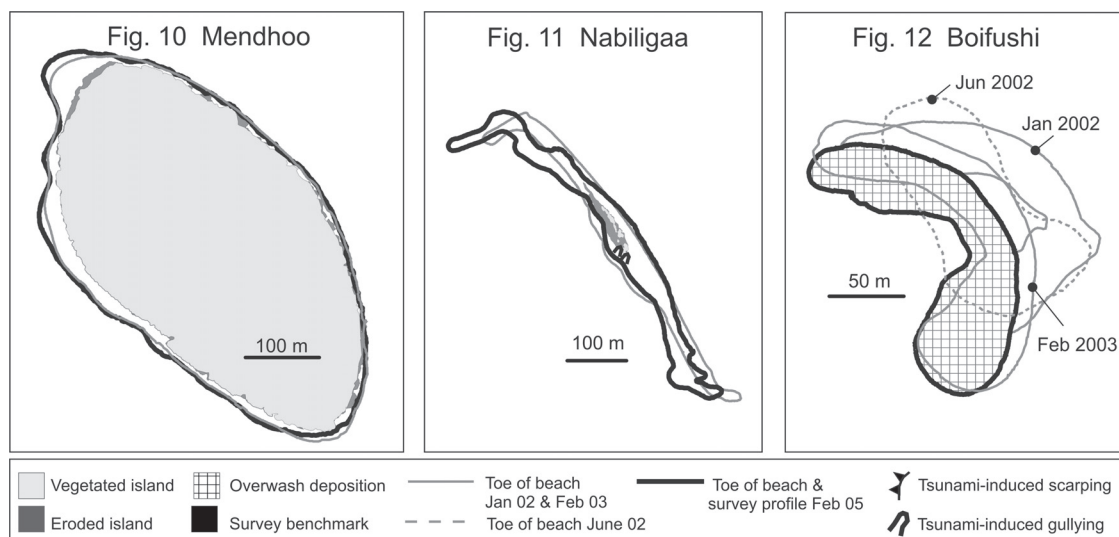 Fig. 10 Mendhoo
100 m
Fig. 11 Nabiligaa
100 m
Fig. 12 Boifushi
Jun 2002
Jan 2002
50 m
Feb 2003
Vegetated island
Eroded island
Overwash deposition
Survey benchmark
Toe of beach
Jan 02 & Feb 03
Toe of beach June 02
Toe of beach &
survey profile Feb 05
Tsunami-induced scarping
Tsunami-induced gullying